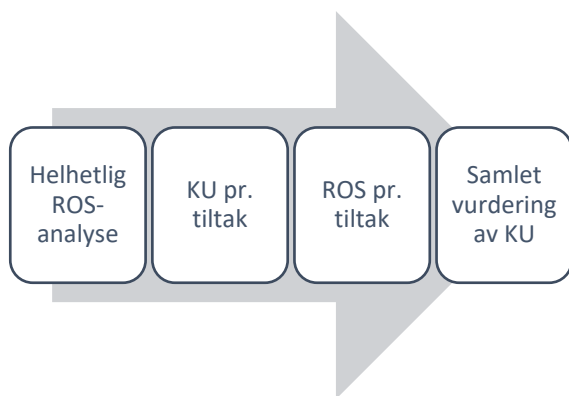 Helhetlig
ROS-
analyse
KU pr.
tiltak
ROS pr.
tiltak
Samlet
vurdering
av KU